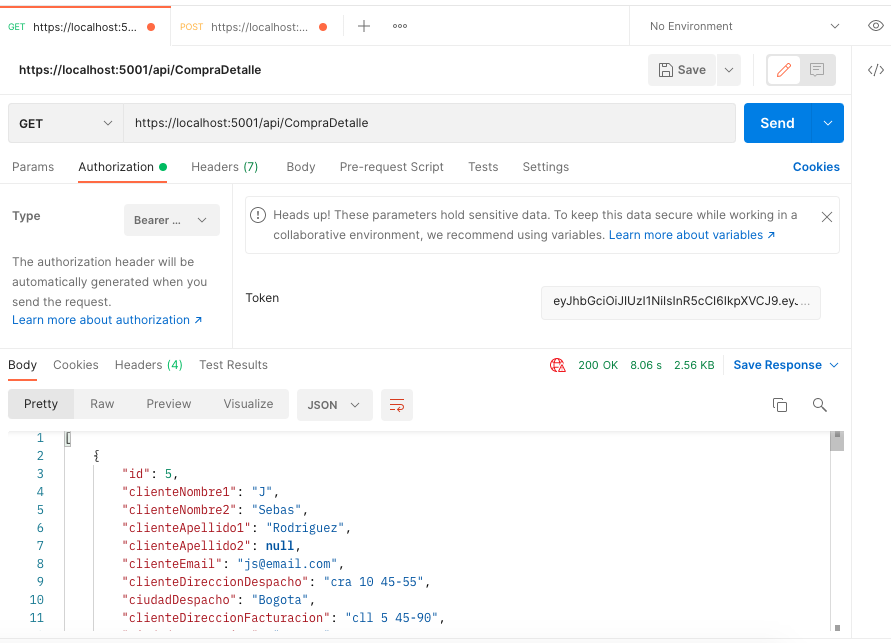 GET https://localhost:5... POST https://localhost:... No Environment
https://localhost:5001/api/CompraDetalle Save
GET https://localhost:5001/api/CompraDetalle Send
Params Authorization Headers (7) Body Pre-request Script Tests Settings Cookies
Type Bearer ...
The authorization header will be
automatically generated when you
send the request.
Learn more about authorization ↗
Heads up! These parameters hold sensitive data. To keep this data secure while working in a
collaborative environment, we recommend using variables. Learn more about variables ↗
Token eyJhbGciOiJIUzI1NiIsInR5cCI6IkpXVCJ9.eyJ...
Body Cookies Headers (4) Test Results 200 OK 8.06 s 2.56 KB Save Response
Pretty Raw Preview Visualize JSON
1 [
2 {
3 "id": 5,
4 "clienteNombre1": "J",
5 "clienteNombre2": "Sebas",
6 "clienteApellido1": "Rodriguez",
7 "clienteApellido2": null,
8 "clienteEmail": "js@email.com",
9 "clienteDireccionDespacho": "cra 10 45-55",
10 "ciudadDespacho": "Bogota",
11 "clienteDireccionFacturacion": "cll 5 45-90",